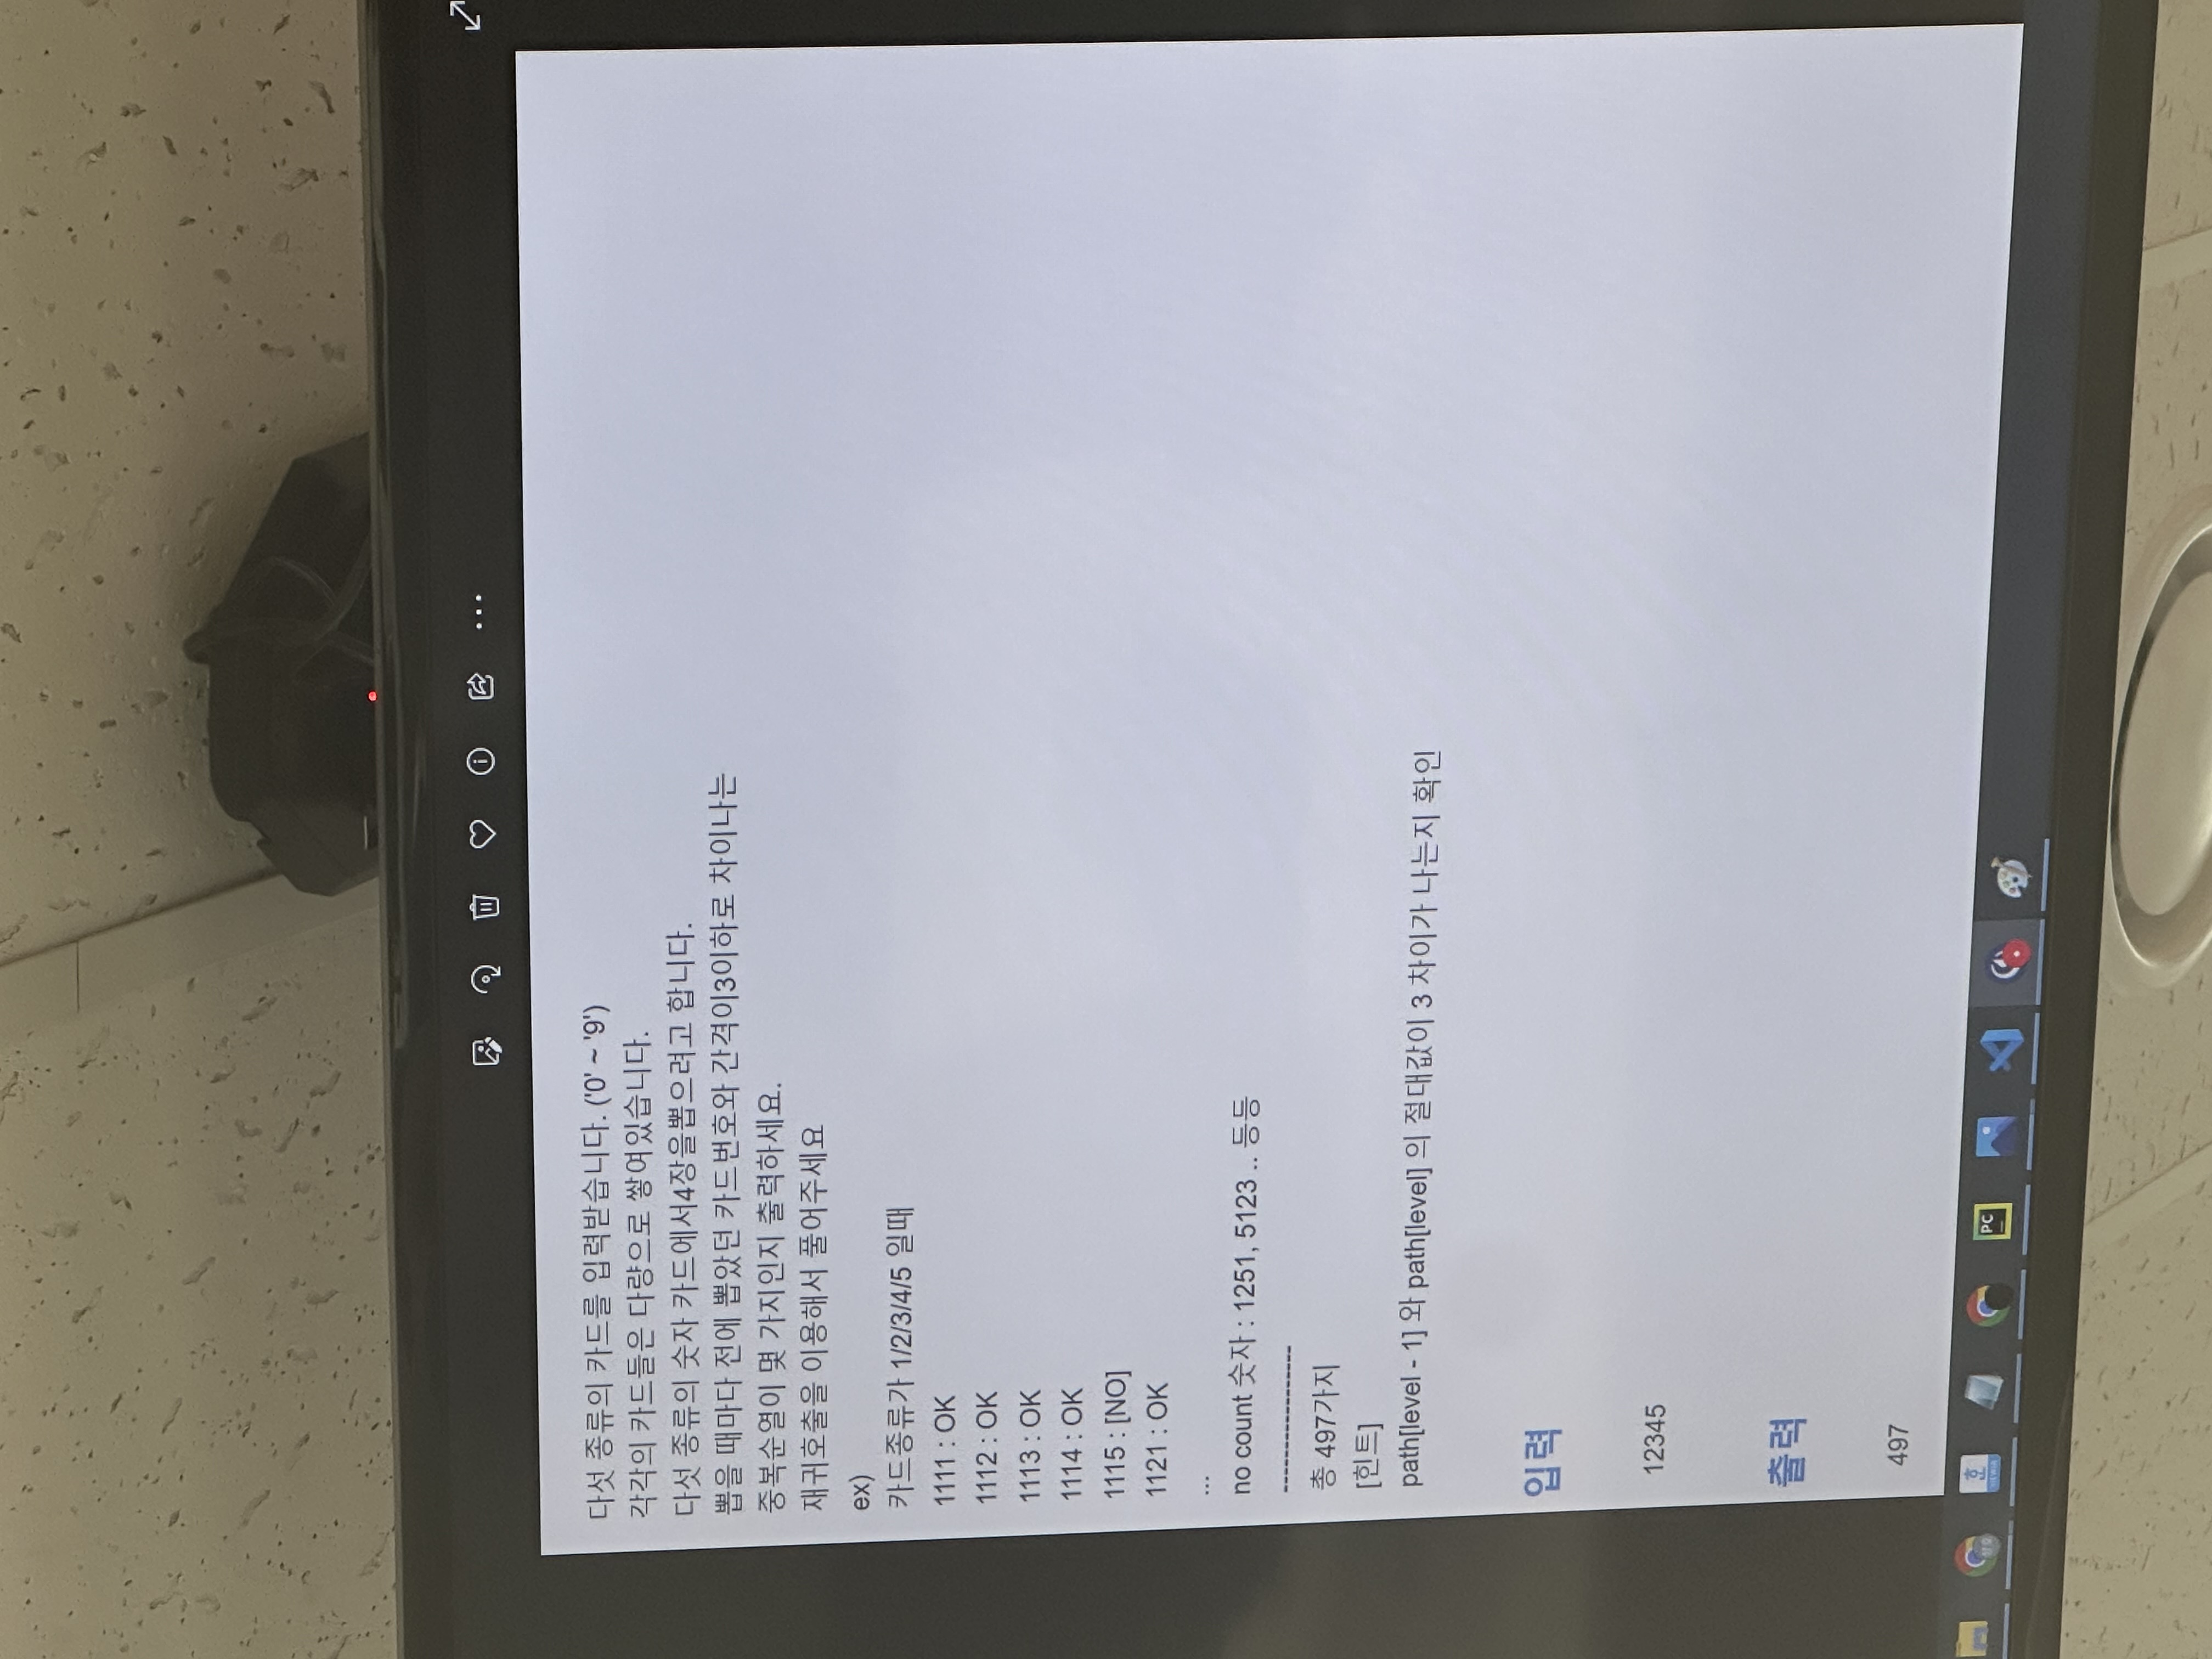 다섯 종류의 카드를 입력받습니다. ('0' ~ '9')
각각의 카드들은 다량으로 쌓여있습니다.
다섯 종류의 숫자 카드에서4장을뽑으려고 합니다.
뽑을 때마다 전에 뽑았던 카드번호와 간격이3이하로 차이나는
중복순열이 몇 가지인지 출력하세요.
재귀호출을 이용해서 풀어주세요
ex)
카드종류가 1/2/3/4/5 일때
1111 : OK
1112 : OK
1113 : OK
1114 : OK
1115 : [NO]
1121 : OK
...
no count 숫자 : 1251, 5123 .. 등등
-----------------
총 497가지
[힌트]
path[level - 1] 와 path[level] 의 절대값이 3 차이가 나는지 확인
입력
12345
출력
497
훈
VIEWER
PC